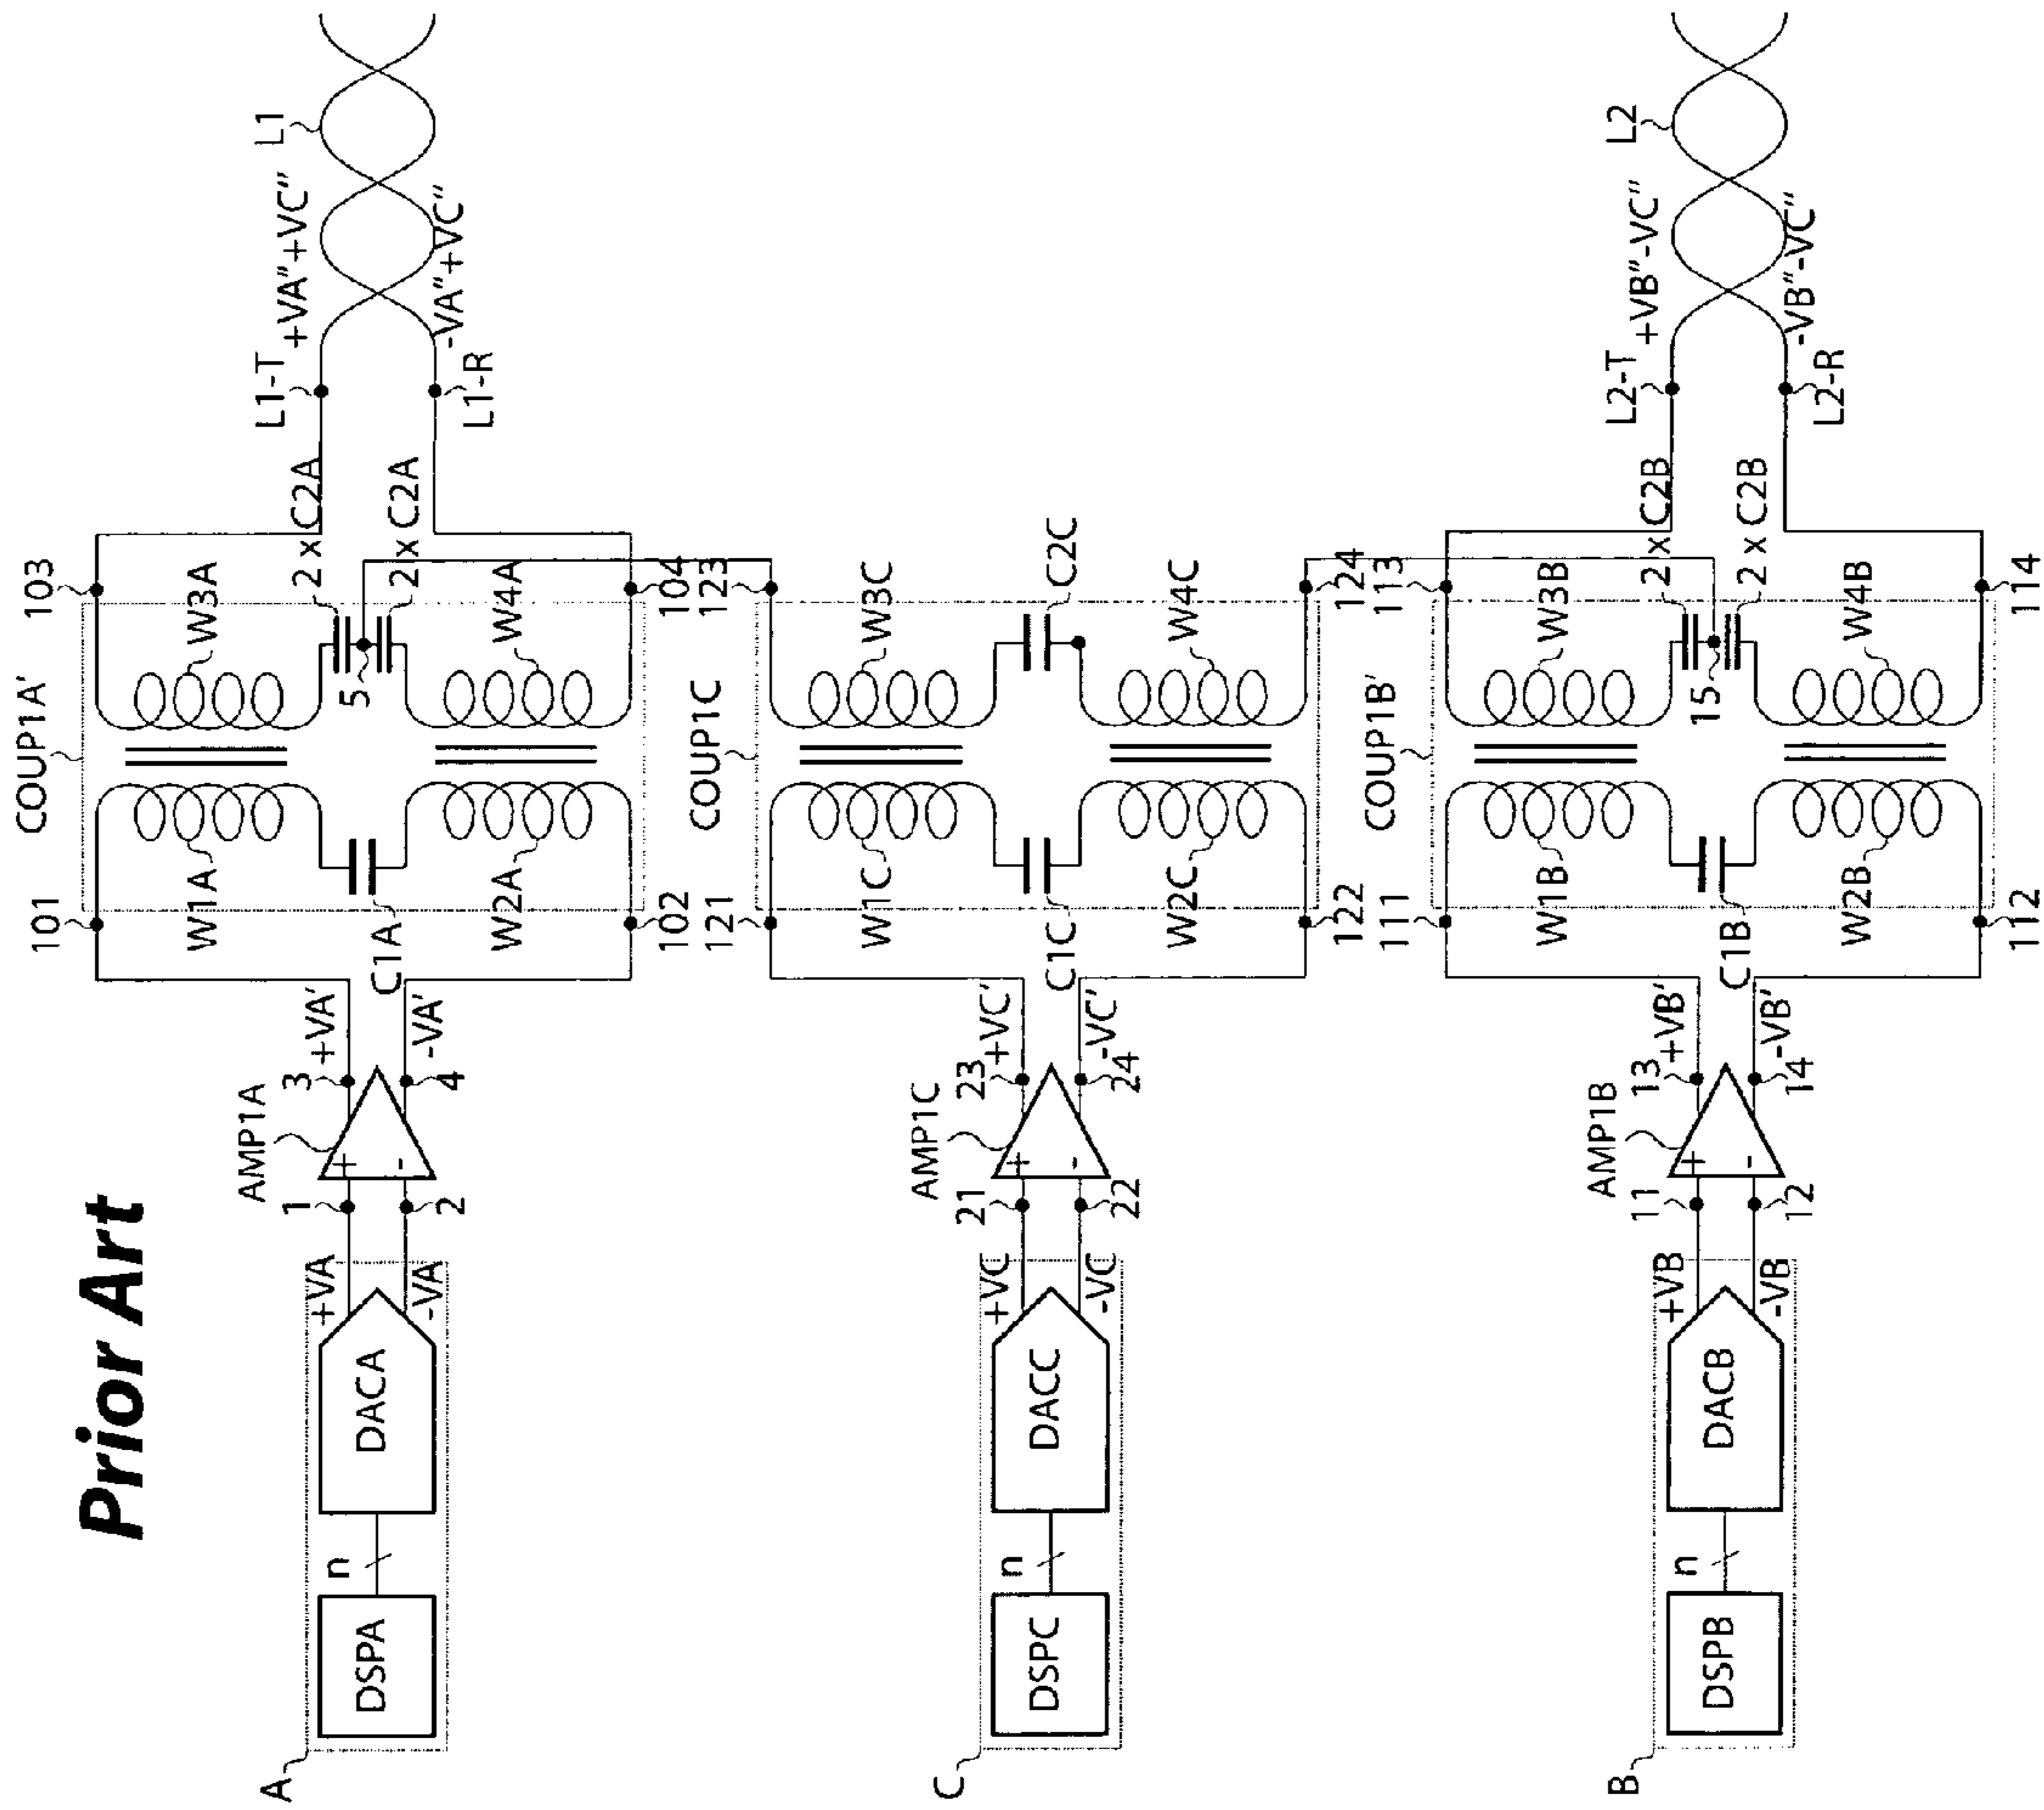 Prior Art
A
DSPA
n
DACA
+VA
-VA
1
2
AMP1A
+
-
3
4
+VA'
-VA'
101
102
COUP1A'
W1A
C1A
W2A
W3A
W4A
2 x C2A
2 x C2A
5
103
104
L1-T
L1-R
+VA"+VC"
-VA"+VC"
L1
C
DSPC
n
DACC
+VC
-VC
21
22
AMP1C
+
-
23
24
+VC'
-VC'
121
122
COUP1C
W1C
C1C
W2C
W3C
C2C
W4C
123
124
B
DSPB
n
DACB
+VB
-VB
11
12
AMP1B
+
-
13
14
+VB'
-VB'
111
112
COUP1B'
W1B
C1B
W2B
W3B
W4B
2 x C2B
2 x C2B
15
113
114
L2-T
L2-R
+VB"-VC"
-VB"-VC"
L2